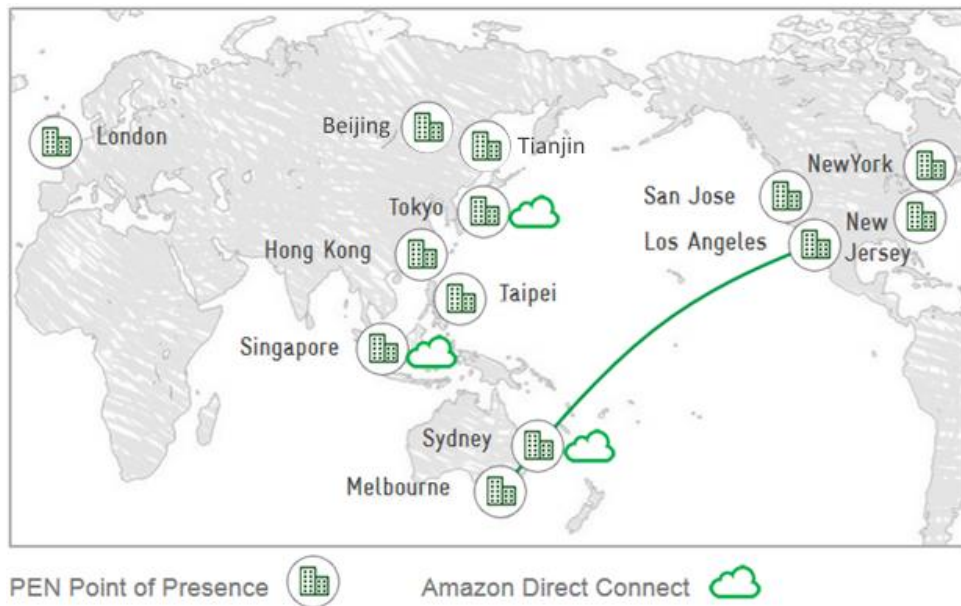 London
Beijing
Tianjin
NewYork
San Jose
Tokyo
New
Jersey
Los Angeles
Hong Kong
Taipei
Singapore
Sydney
Melbourne
PEN Point of Presence
Amazon Direct Connect